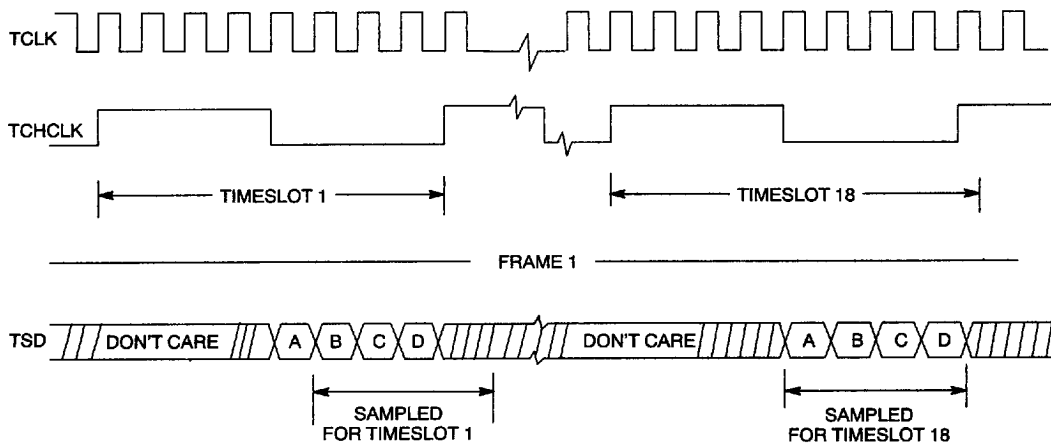 TCLK
TCHCLK
TIMESLOT 1
TIMESLOT 18
FRAME 1
TSD
DON'T CARE
A
B
C
D
DON'T CARE
A
B
C
D
SAMPLED
FOR TIMESLOT 1
SAMPLED
FOR TIMESLOT 18